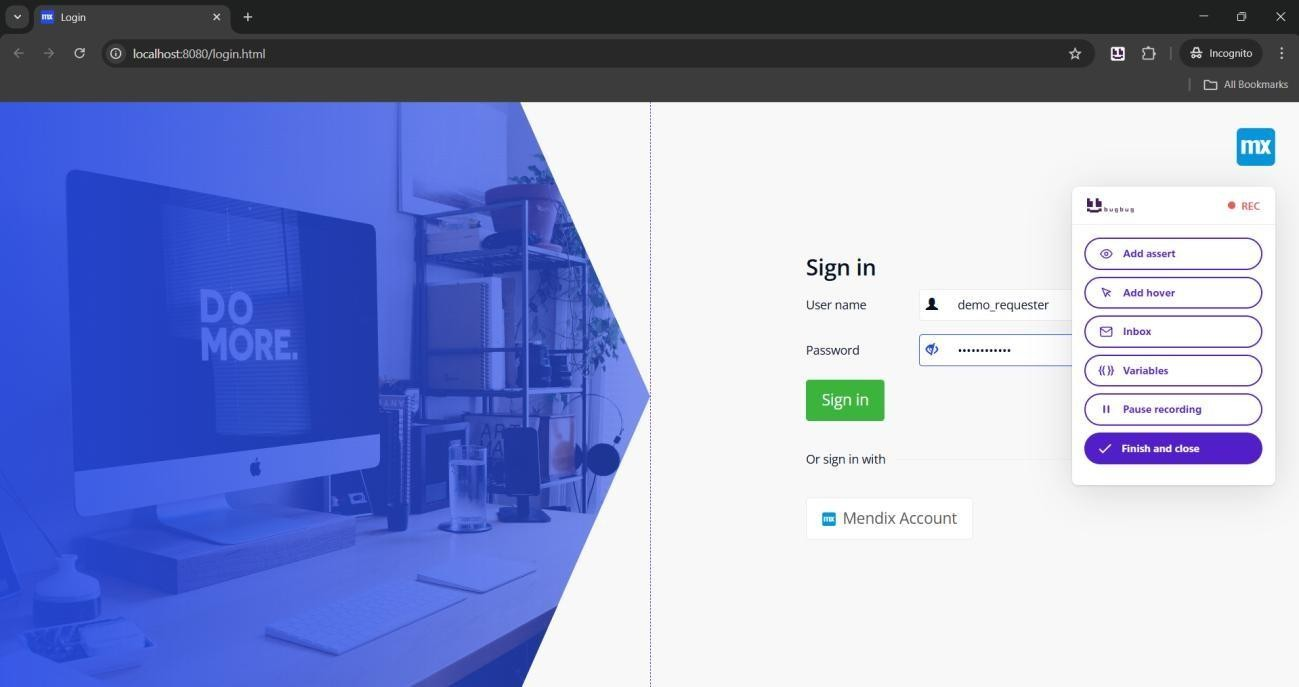 mx Login
localhost:8080/login.html
Incognito
All Bookmarks
DO
MORE.
mx
bugbug
REC
Add assert
Add hover
Inbox
Variables
Pause recording
Finish and close
Sign in
User name
demo_requester
Password
••••••••••••
Sign in
Or sign in with
mx Mendix Account